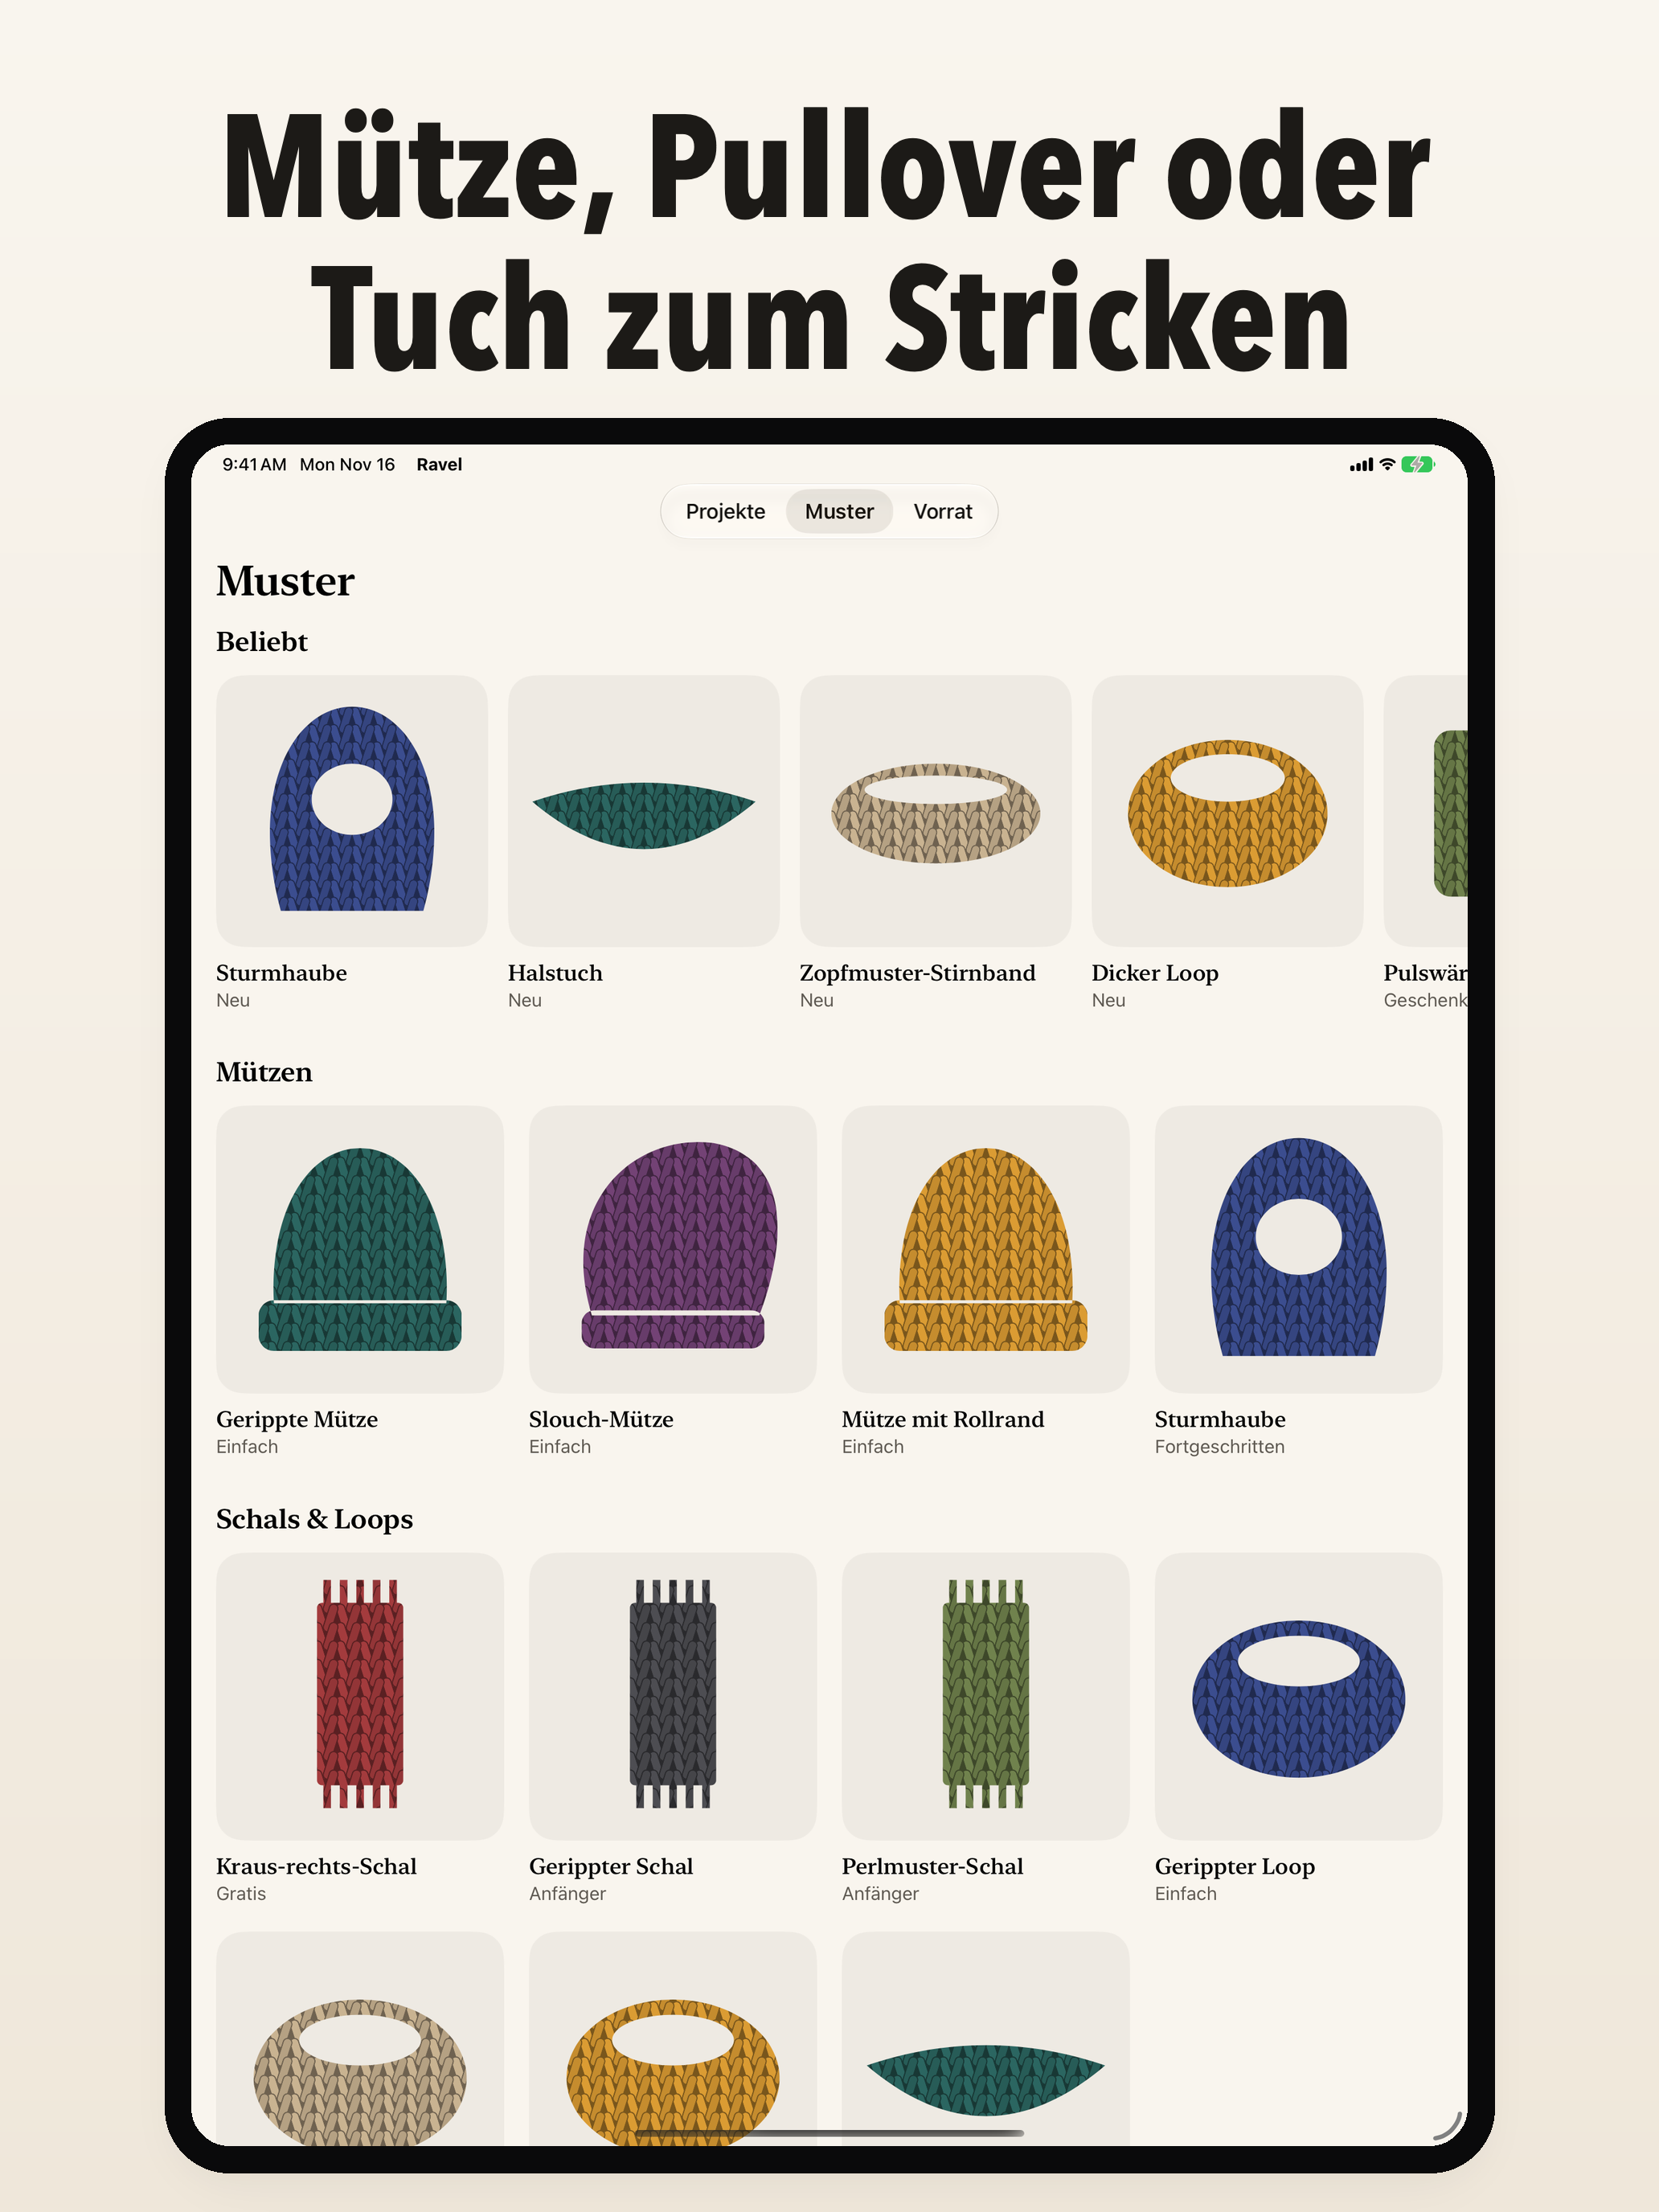 Mütze, Pullover oder
Tuch zum Stricken
9:41 AM Mon Nov 16 Ravel
Projekte Muster Vorrat
Muster
Beliebt
Sturmhaube Halstuch Zopfmuster-Stirnband Dicker Loop Pulswär
Neu Neu Neu Neu Geschenk
Mützen
Gerippte Mütze Slouch-Mütze Mütze mit Rollrand Sturmhaube
Einfach Einfach Einfach Fortgeschritten
Schals & Loops
Kraus-rechts-Schal Gerippter Schal Perlmuster-Schal Gerippter Loop
Gratis Anfänger Anfänger Einfach